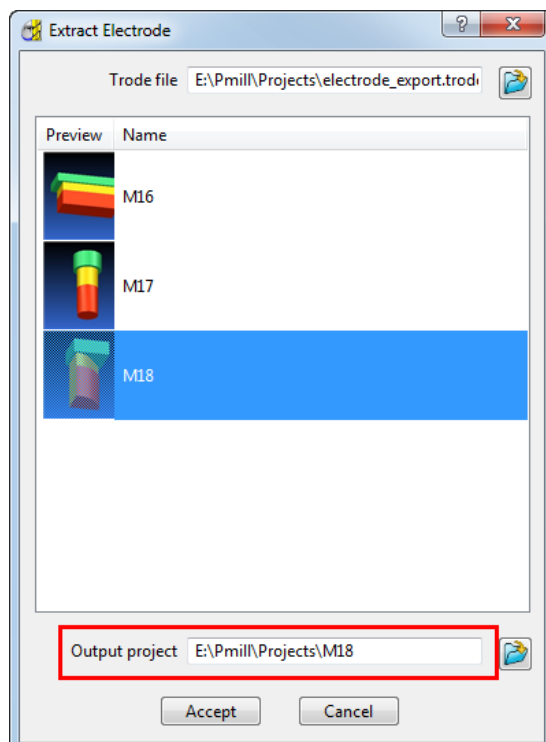 Extract Electrode
Trode file E:\Pmill\Projects\electrode_export.trod
Preview Name
M16
M17
M18
Output project E:\Pmill\Projects\M18
Accept Cancel